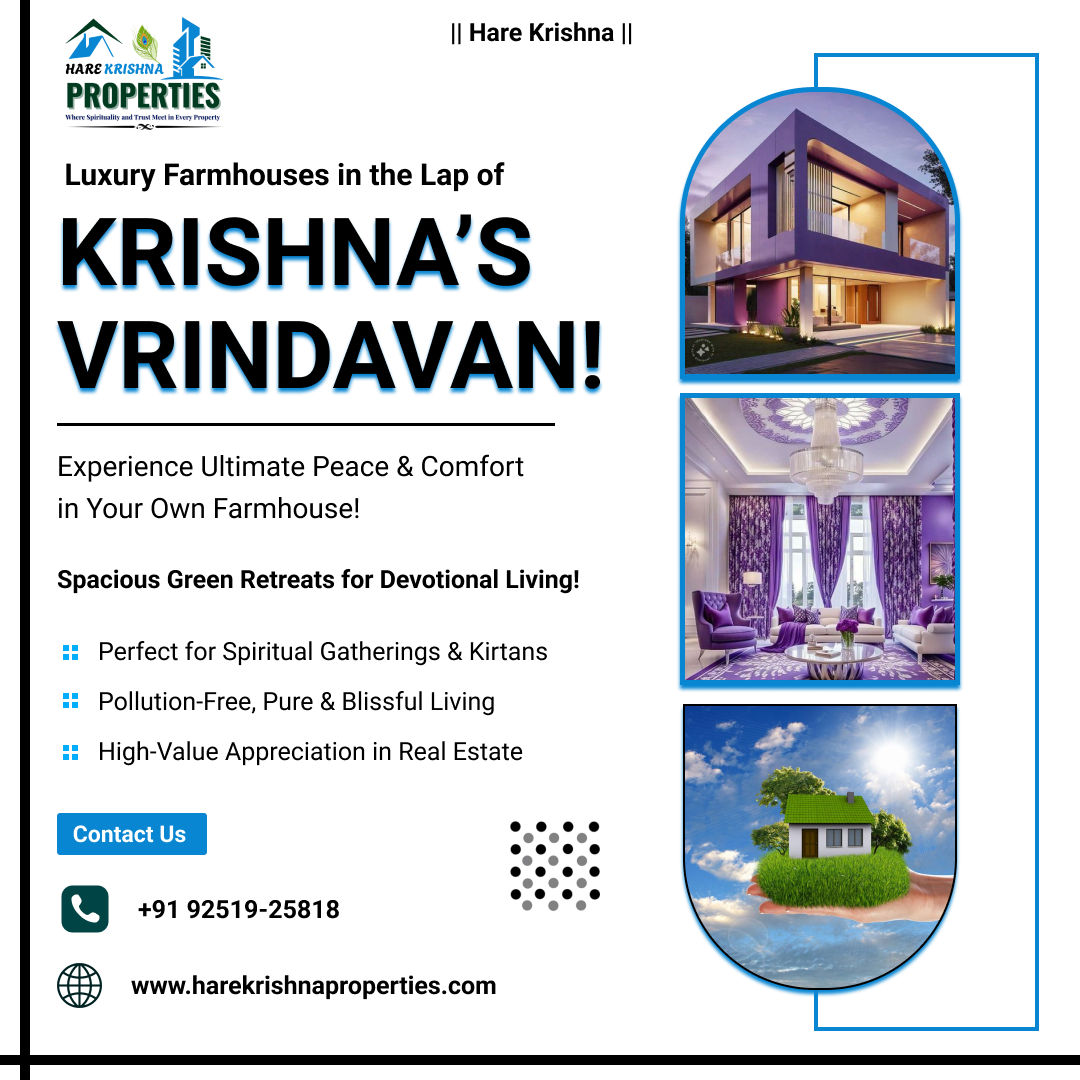 || Hare Krishna ||
HARE KRISHNA
PROPERTIES
Where Spirituality and Trust Meet in Every Property
Luxury Farmhouses in the Lap of
KRISHNA’S
VRINDAVAN!
Experience Ultimate Peace & Comfort
in Your Own Farmhouse!
Spacious Green Retreats for Devotional Living!
Perfect for Spiritual Gatherings & Kirtans
Pollution-Free, Pure & Blissful Living
High-Value Appreciation in Real Estate
Contact Us
+91 92519-25818
www.harekrishnaproperties.com